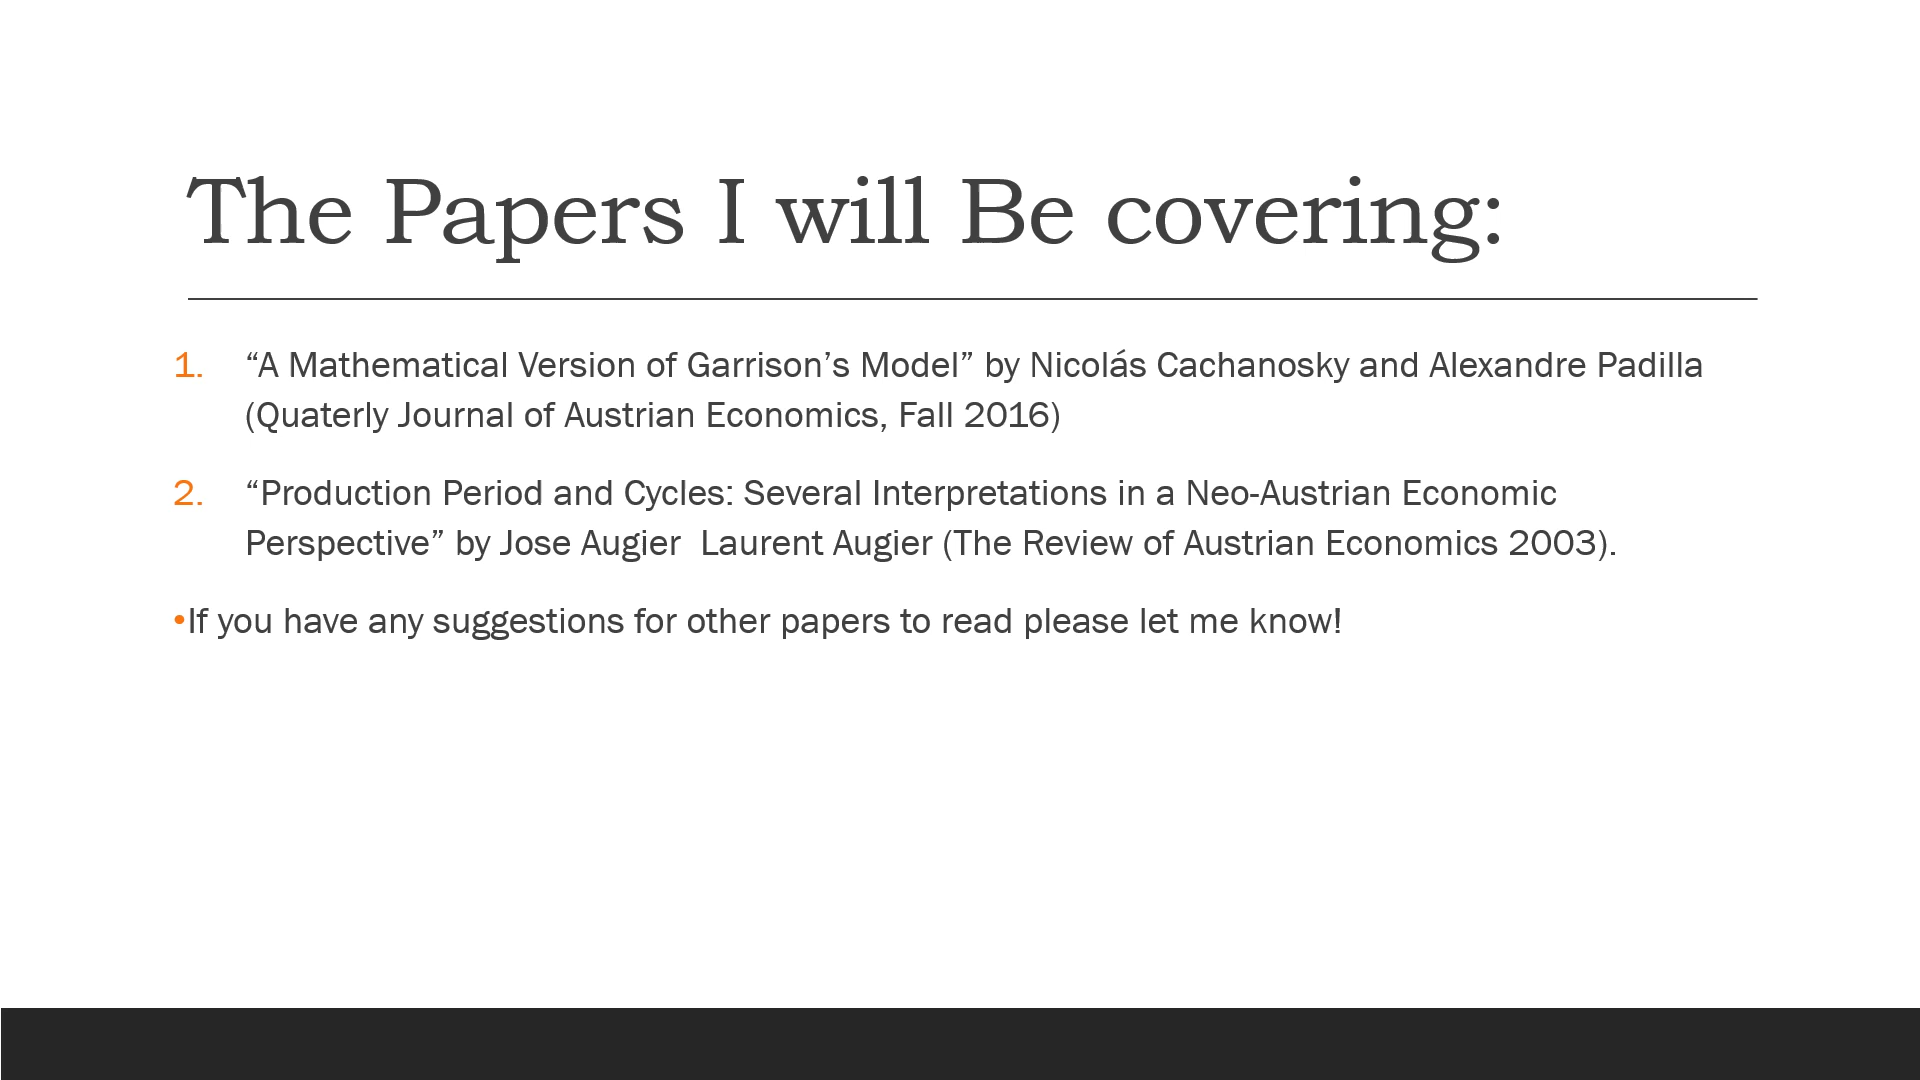 The Papers I will Be covering:
1. “A Mathematical Version of Garrison’s Model” by Nicolás Cachanosky and Alexandre Padilla
(Quaterly Journal of Austrian Economics, Fall 2016)
2. “Production Period and Cycles: Several Interpretations in a Neo-Austrian Economic
Perspective” by Jose Augier  Laurent Augier (The Review of Austrian Economics 2003).
•If you have any suggestions for other papers to read please let me know!